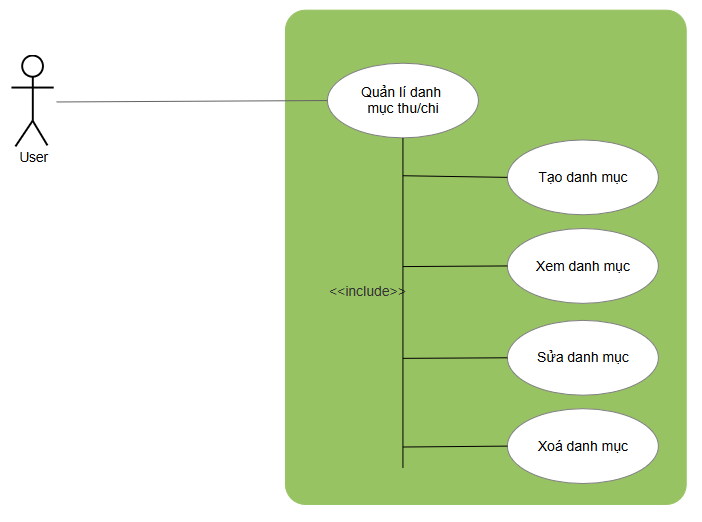 Quản lí danh
mục thu/chi
User
Tạo danh mục
Xem danh mục
<<include>>
Sửa danh mục
Xoá danh mục